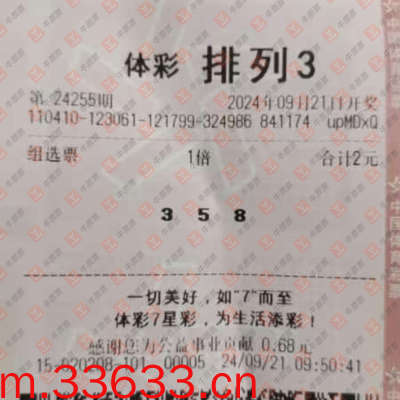 体彩 排列3
第 24255期 2024年09月21日开奖
110410-123061-121799-324986 841174 upMDxQ
组选票 1倍 合计2元
3 5 8
一切美好，如"7"而至
体彩7星彩，为生活添彩！
感谢您为公益事业贡献 0.68元
15-020208-101 00005 24/09/21 09:50:41
m.33633.cn